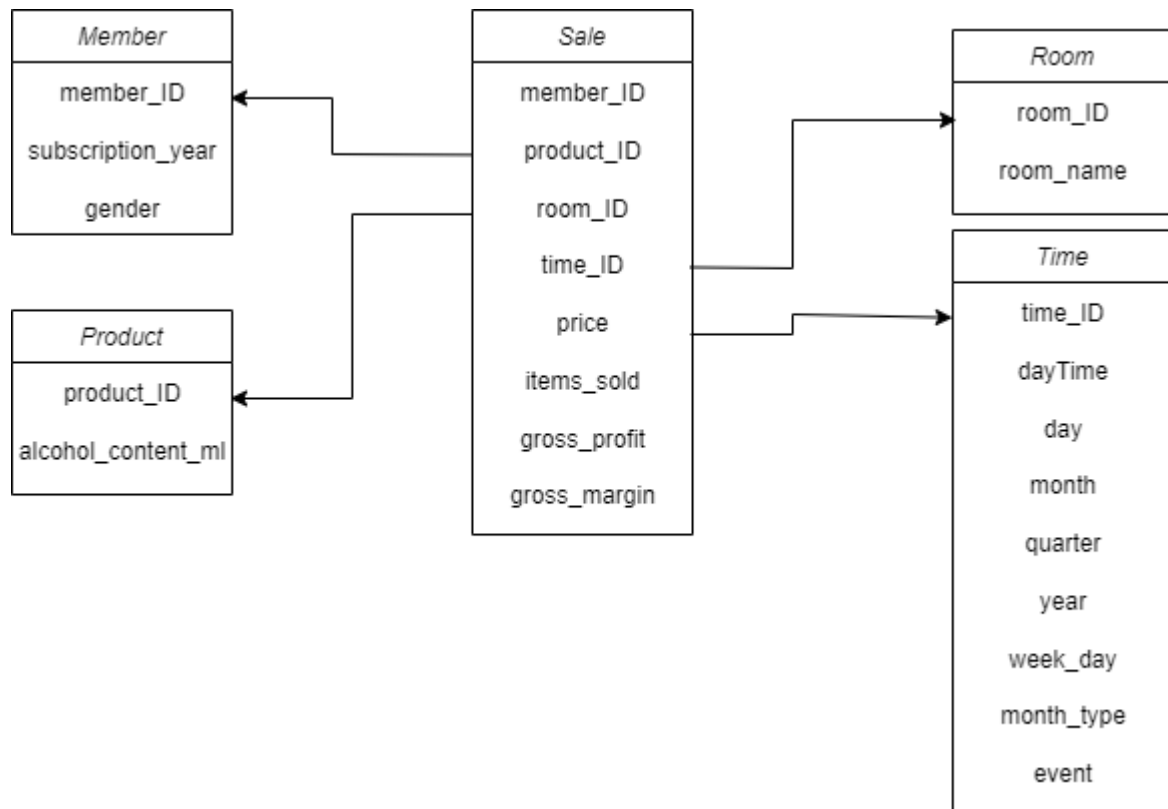 Member
member_ID
subscription_year
gender
Product
product_ID
alcohol_content_ml
Sale
member_ID
product_ID
room_ID
time_ID
price
items_sold
gross_profit
gross_margin
Room
room_ID
room_name
Time
time_ID
dayTime
day
month
quarter
year
week_day
month_type
event